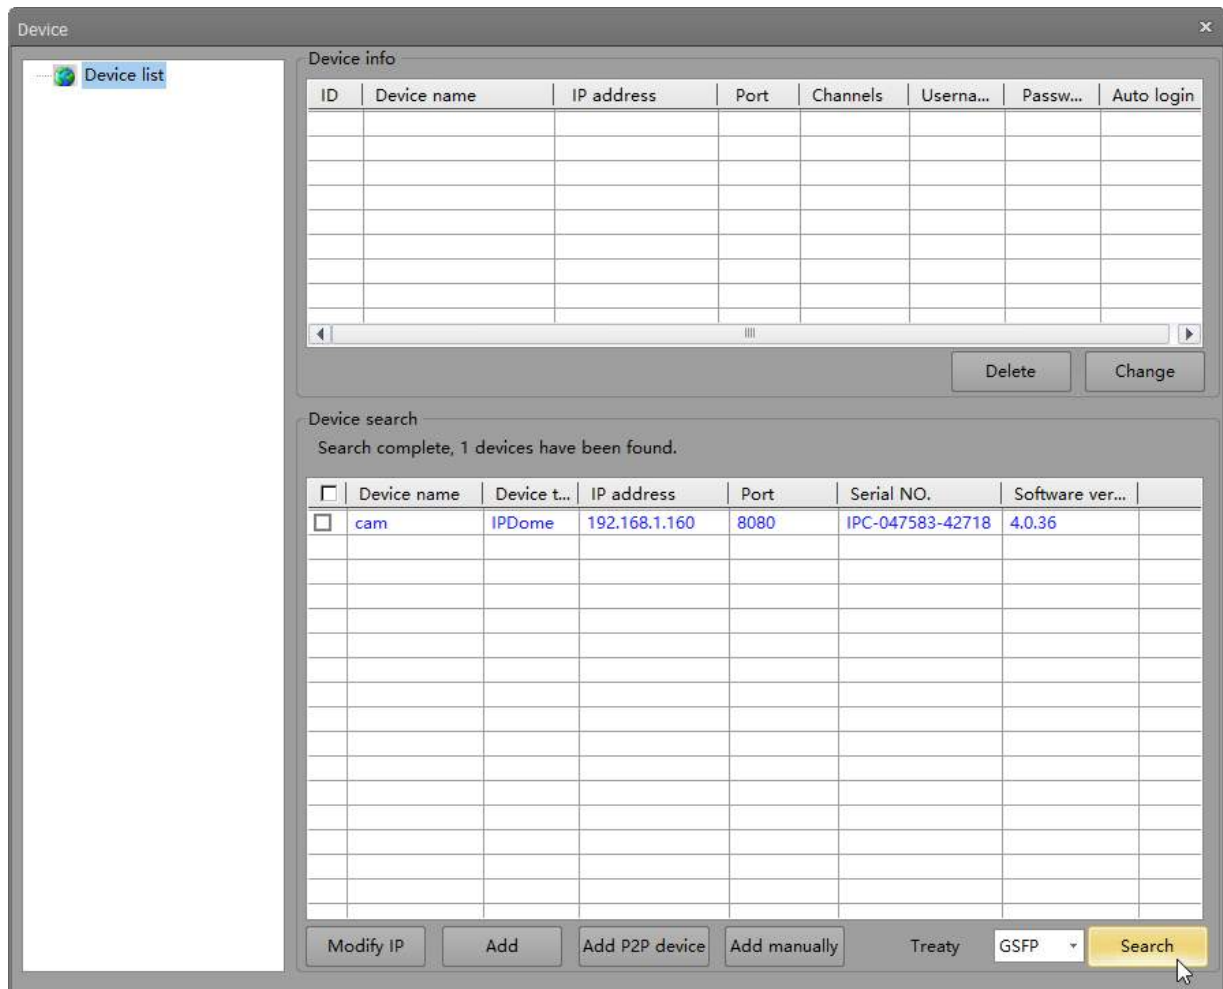 Device
Device list
Device info
ID Device name IP address Port Channels Userna... Passw... Auto login
Delete Change
Device search
Search complete, 1 devices have been found.
Device name Device t... IP address Port Serial NO. Software ver...
cam IPDome 192.168.1.160 8080 IPC-047583-42718 4.0.36
Modify IP Add Add P2P device Add manually Treaty GSFP Search